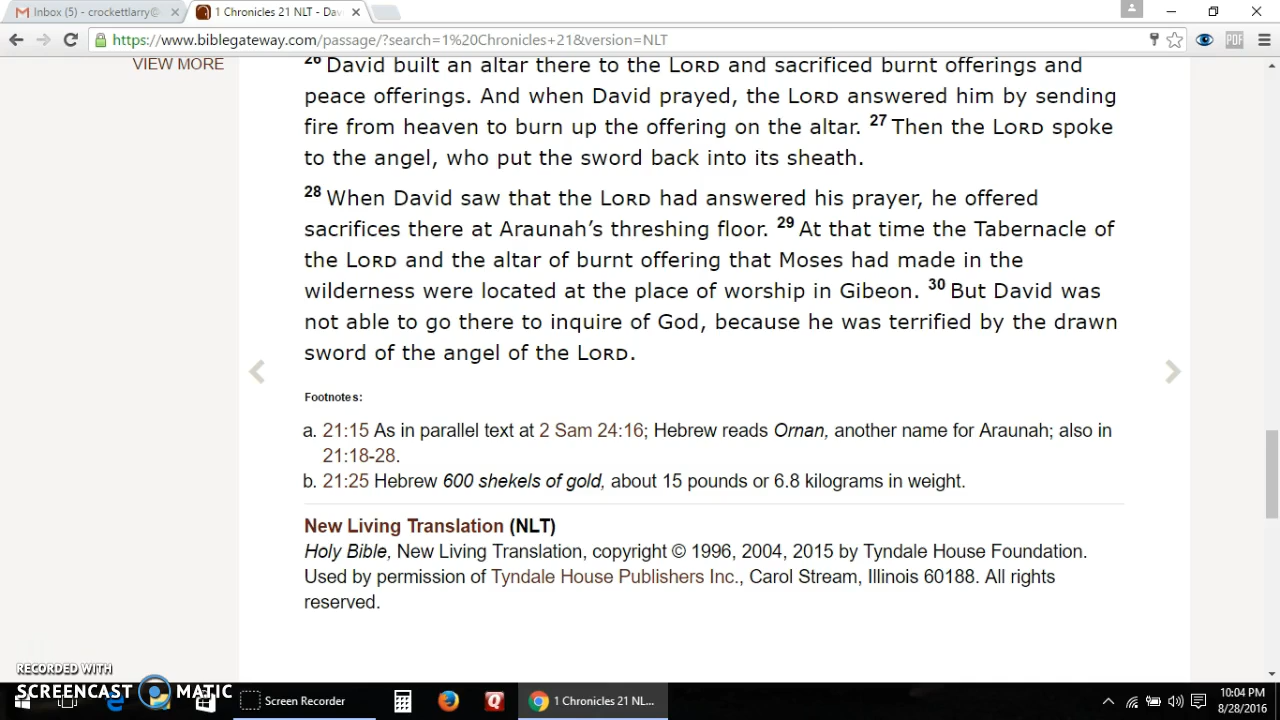 Inbox (5) - crockettlarry@
1 Chronicles 21 NLT - Dav
https://www.biblegateway.com/passage/?search=1%20Chronicles+21&version=NLT
PDF
VIEW MORE
26 David built an altar there to the LORD and sacrificed burnt offerings and
peace offerings. And when David prayed, the LORD answered him by sending
fire from heaven to burn up the offering on the altar. 27 Then the LORD spoke
to the angel, who put the sword back into its sheath.
28 When David saw that the LORD had answered his prayer, he offered
sacrifices there at Araunah’s threshing floor. 29 At that time the Tabernacle of
the LORD and the altar of burnt offering that Moses had made in the
wilderness were located at the place of worship in Gibeon. 30 But David was
not able to go there to inquire of God, because he was terrified by the drawn
sword of the angel of the LORD.
Footnotes:
a. 21:15 As in parallel text at 2 Sam 24:16; Hebrew reads Ornan, another name for Araunah; also in
21:18-28.
b. 21:25 Hebrew 600 shekels of gold, about 15 pounds or 6.8 kilograms in weight.
New Living Translation (NLT)
Holy Bible, New Living Translation, copyright © 1996, 2004, 2015 by Tyndale House Foundation.
Used by permission of Tyndale House Publishers Inc., Carol Stream, Illinois 60188. All rights
reserved.
RECORDED WITH
SCREENCAST MATIC
Screen Recorder
1 Chronicles 21 NL...
10:04 PM
8/28/2016